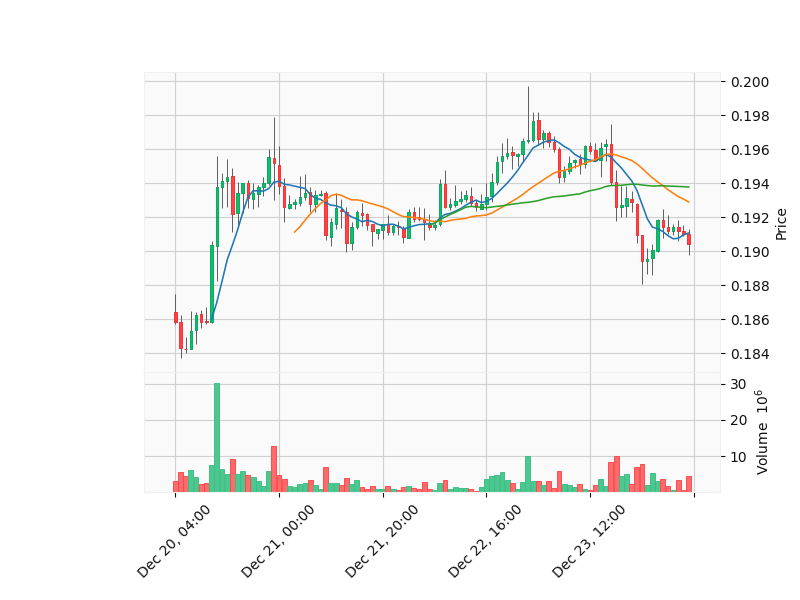 0.200
0.198
0.196
0.194
0.192
0.190
0.188
0.186
0.184
Price
30
20
10
Volume 10^6
Dec 20, 04:00
Dec 21, 00:00
Dec 21, 20:00
Dec 22, 16:00
Dec 23, 12:00